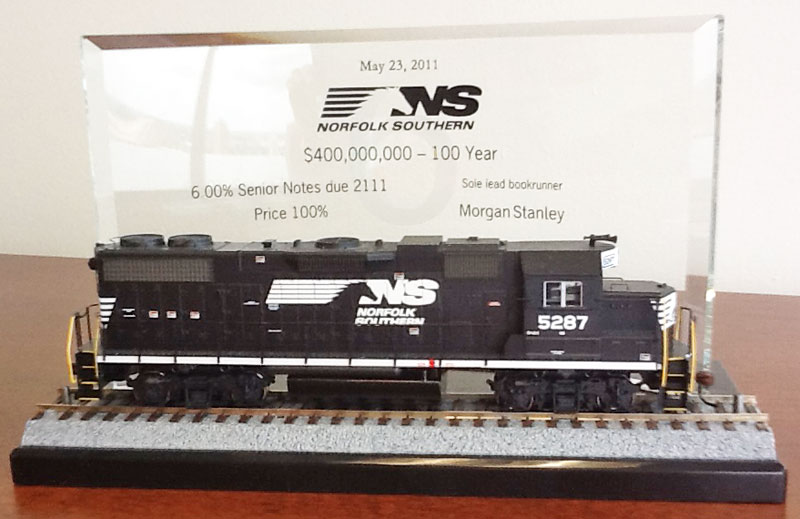 May 23, 2011
NS
NORFOLK SOUTHERN
$400,000,000 – 100 Year
6.00% Senior Notes due 2111
Sole lead bookrunner
Price 100%
Morgan Stanley
NS
NORFOLK
SOUTHERN
5287